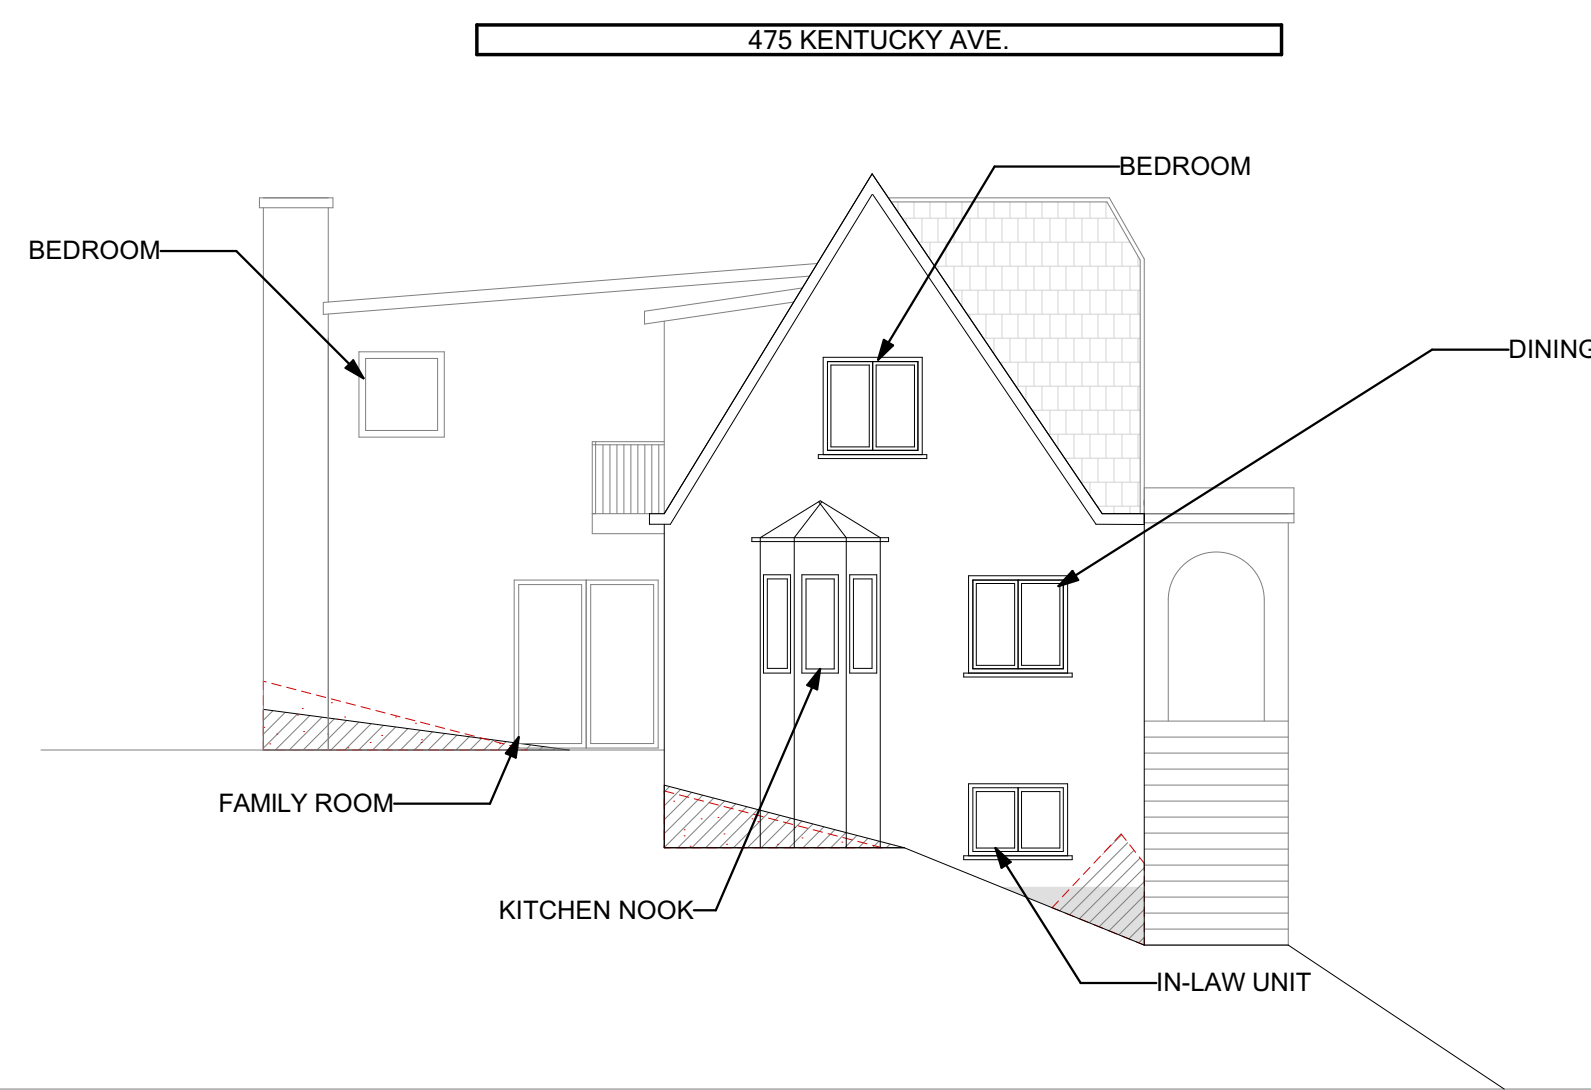 475 KENTUCKY AVE.
BEDROOM
BEDROOM
DINING
FAMILY ROOM
KITCHEN NOOK
IN-LAW UNIT